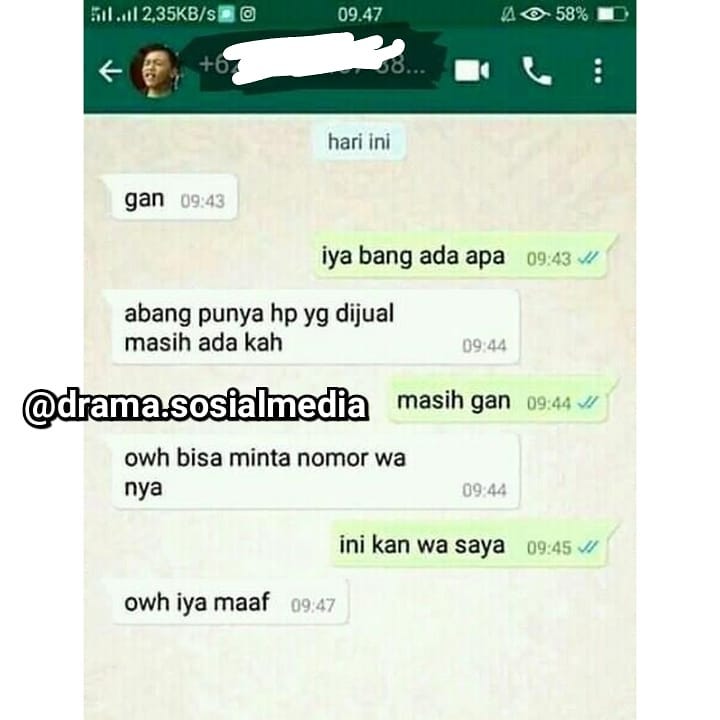 2,35KB/s 09.47 58%
+6 38...
hari ini
gan 09:43
iya bang ada apa 09:43
abang punya hp yg dijual
masih ada kah 09:44
@drama.sosialmedia
masih gan 09:44
owh bisa minta nomor wa
nya 09:44
ini kan wa saya 09:45
owh iya maaf 09:47